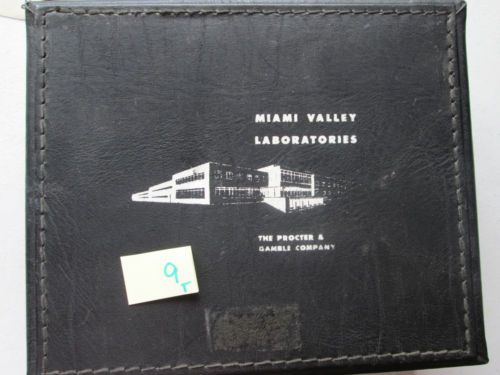 MIAMI VALLEY
LABORATORIES
THE PROCTER &
GAMBLE COMPANY
9
r